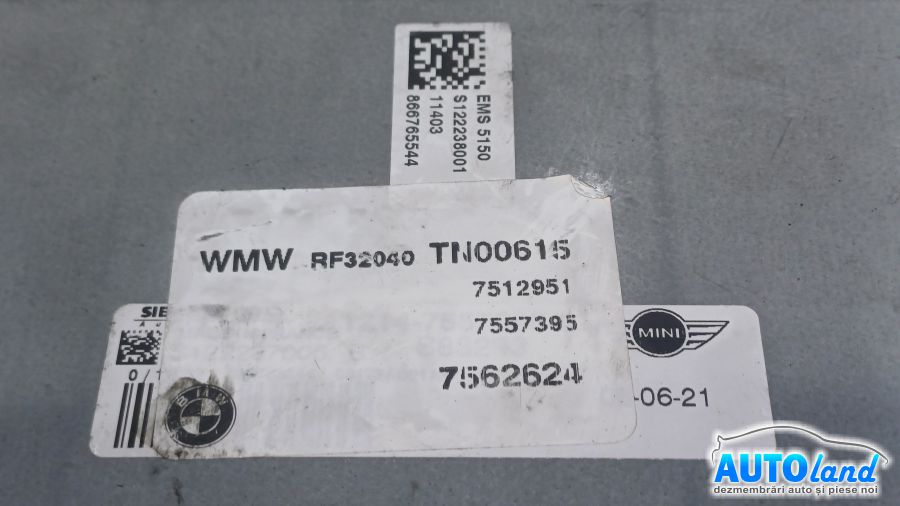 EMS 5150
S122238001
11403
866765544
WMW RF32040 TN00615
7512951
7557395
7562624
MINI
-06-21
BMW
AUTOland
dezmembrări auto și piese noi